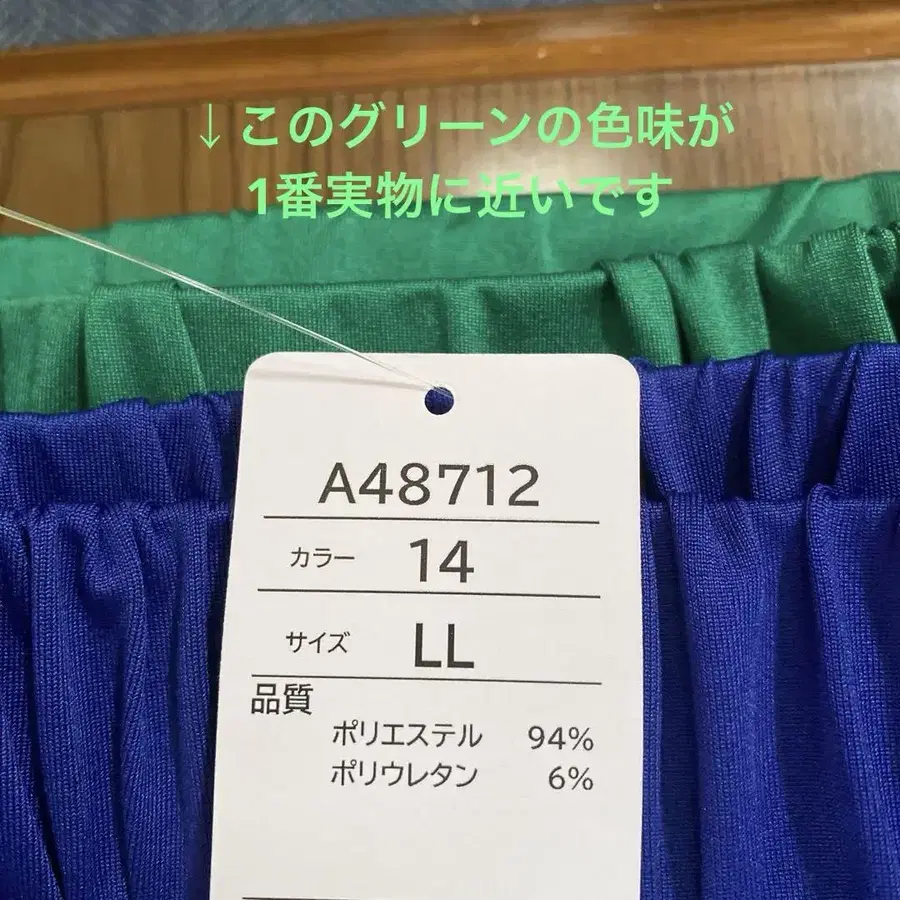 ↓このグリーンの色味が
1番実物に近いです
A48712
カラー 14
サイズ LL
品質
ポリエステル 94%
ポリウレタン 6%